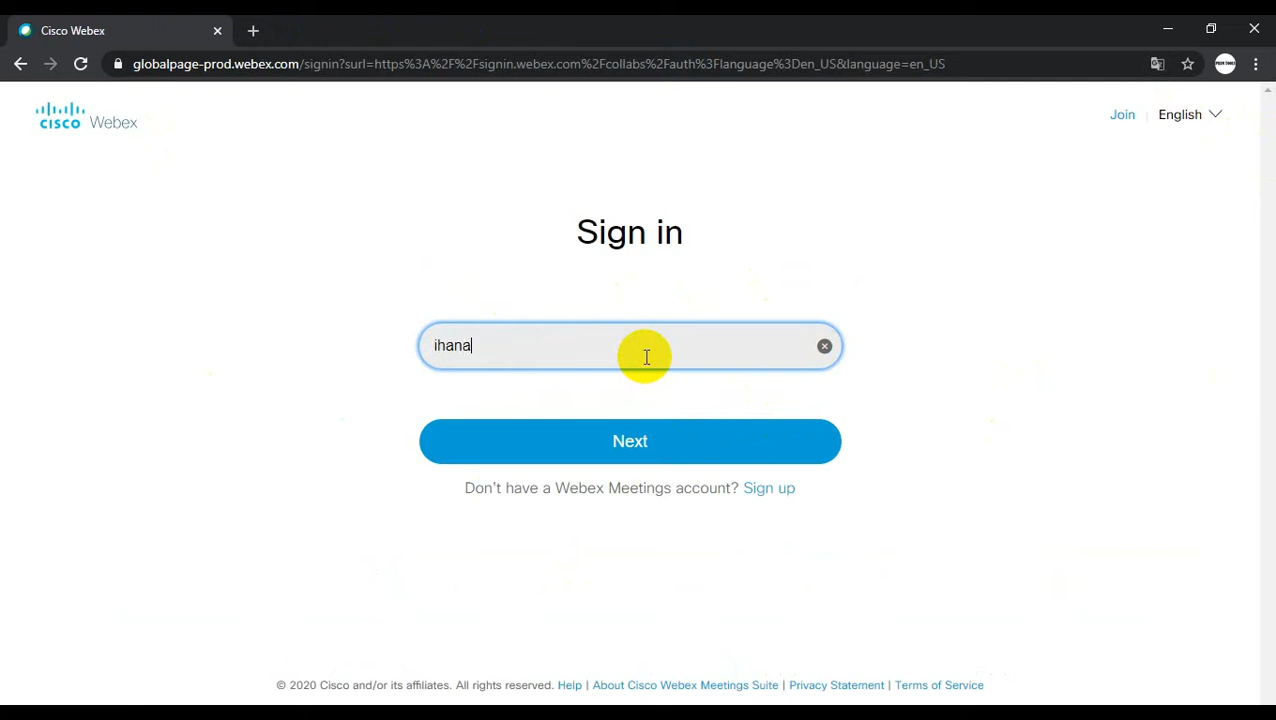 Cisco Webex
globalpage-prod.webex.com/signin?surl=https%3A%2F%2Fsignin.webex.com%2Fcollabs%2Fauth%3Flanguage%3Den_US&language=en_US
CISCO Webex
Join | English
Sign in
ihana
Next
Don't have a Webex Meetings account? Sign up
© 2020 Cisco and/or its affiliates. All rights reserved. Help | About Cisco Webex Meetings Suite | Privacy Statement | Terms of Service